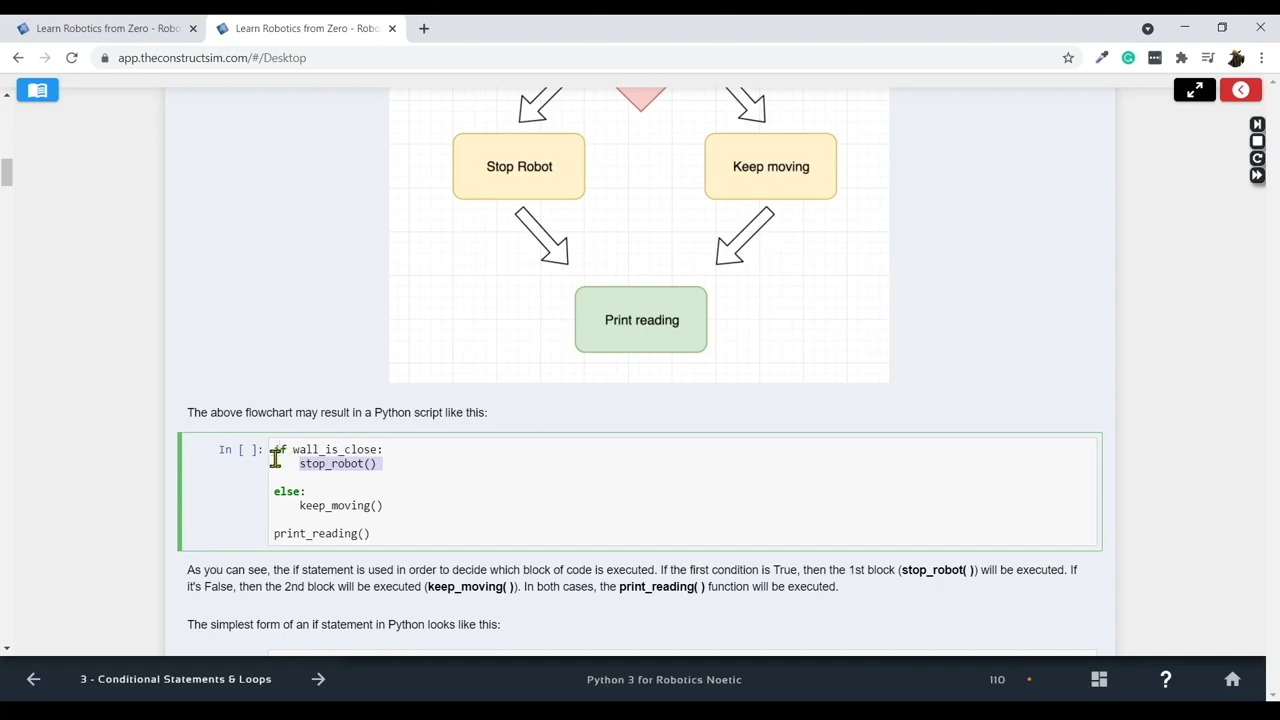 Learn Robotics from Zero - Robo
Learn Robotics from Zero - Robo
app.theconstructsim.com/#/Desktop
Stop Robot
Keep moving
Print reading
The above flowchart may result in a Python script like this:
In [ ]:
if wall_is_close:
stop_robot()
else:
keep_moving()
print_reading()
As you can see, the if statement is used in order to decide which block of code is executed. If the first condition is True, then the 1st block (stop_robot( )) will be executed. If
it's False, then the 2nd block will be executed (keep_moving( )). In both cases, the print_reading( ) function will be executed.
The simplest form of an if statement in Python looks like this:
3 - Conditional Statements & Loops
Python 3 for Robotics Noetic
110
?